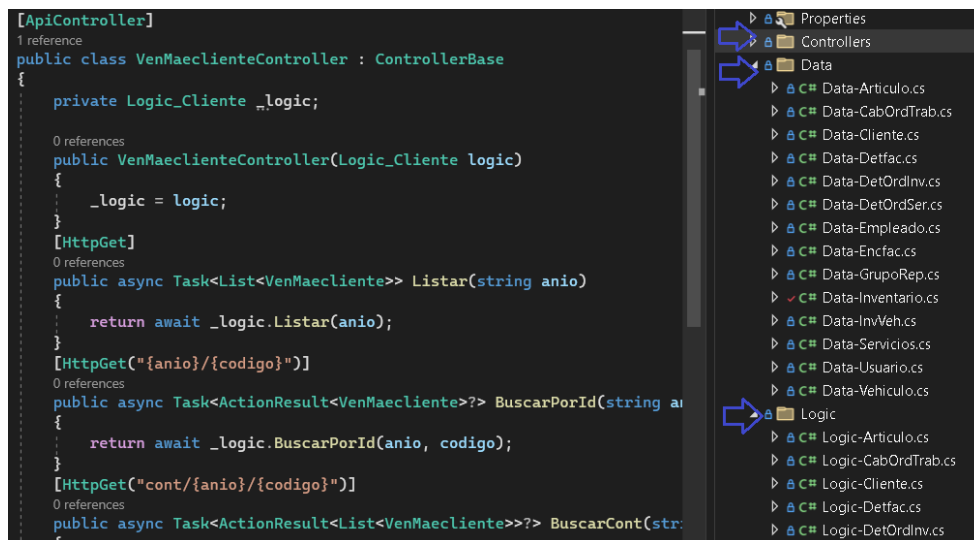 [ApiController]
1 reference
public class VenMaeclienteController : ControllerBase
{
private Logic_Cliente _logic;
0 references
public VenMaeclienteController(Logic_Cliente logic)
{
_logic = logic;
}
[HttpGet]
0 references
public async Task<List<VenMaecliente>> Listar(string anio)
{
return await _logic.Listar(anio);
}
[HttpGet("{anio}/{codigo}")]
0 references
public async Task<ActionResult<VenMaecliente>?> BuscarPorId(string
{
return await _logic.BuscarPorId(anio, codigo);
}
[HttpGet("cont/{anio}/{codigo}")]
0 references
public async Task<ActionResult<List<VenMaecliente>>?> BuscarCont(str
Properties
Controllers
Data
C# Data-Articulo.cs
C# Data-CabOrdTrab.cs
C# Data-Cliente.cs
C# Data-Detfac.cs
C# Data-DetOrdInv.cs
C# Data-DetOrdSer.cs
C# Data-Empleado.cs
C# Data-Encfac.cs
C# Data-GrupoRep.cs
C# Data-Inventario.cs
C# Data-InvVeh.cs
C# Data-Servicios.cs
C# Data-Usuario.cs
C# Data-Vehiculo.cs
Logic
C# Logic-Articulo.cs
C# Logic-CabOrdTrab.cs
C# Logic-Cliente.cs
C# Logic-Detfac.cs
C# Logic-DetOrdInv.cs